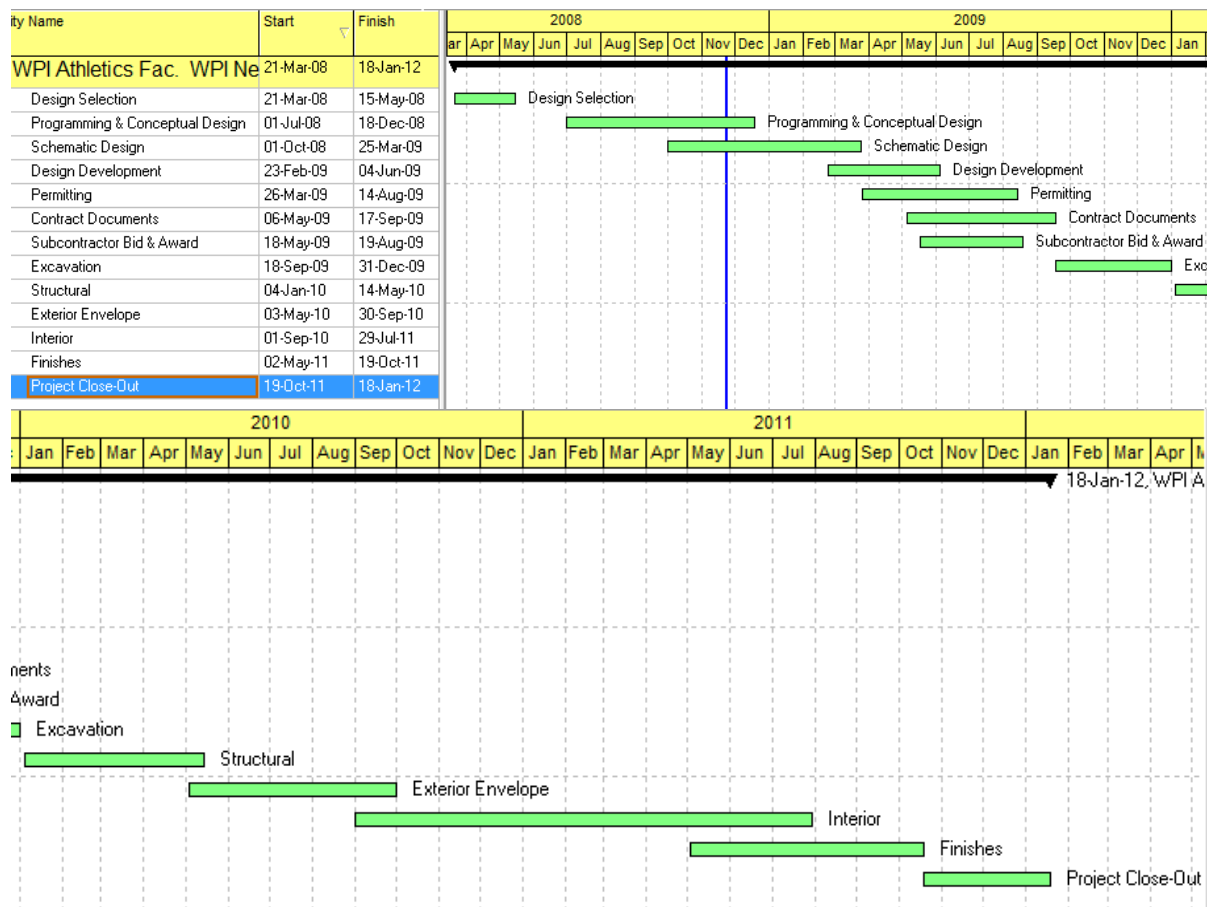 ity Name Start Finish
2008 2009
ar Apr May Jun Jul Aug Sep Oct Nov Dec Jan Feb Mar Apr May Jun Jul Aug Sep Oct Nov Dec Jan
WPI Athletics Fac. WPI Ne 21-Mar-08 18-Jan-12
Design Selection 21-Mar-08 15-May-08 Design Selection
Programming & Conceptual Design 01-Jul-08 18-Dec-08 Programming & Conceptual Design
Schematic Design 01-Oct-08 25-Mar-09 Schematic Design
Design Development 23-Feb-09 04-Jun-09 Design Development
Permitting 26-Mar-09 14-Aug-09 Permitting
Contract Documents 06-May-09 17-Sep-09 Contract Documents
Subcontractor Bid & Award 18-May-09 19-Aug-09 Subcontractor Bid & Award
Excavation 18-Sep-09 31-Dec-09 Exc
Structural 04-Jan-10 14-May-10
Exterior Envelope 03-May-10 30-Sep-10
Interior 01-Sep-10 29-Jul-11
Finishes 02-May-11 19-Oct-11
Project Close-Out 19-Oct-11 18-Jan-12
2010 2011
Jan Feb Mar Apr May Jun Jul Aug Sep Oct Nov Dec Jan Feb Mar Apr May Jun Jul Aug Sep Oct Nov Dec Jan Feb Mar Apr
18-Jan-12, WPI A
ments
Award
Excavation
Structural
Exterior Envelope
Interior
Finishes
Project Close-Out